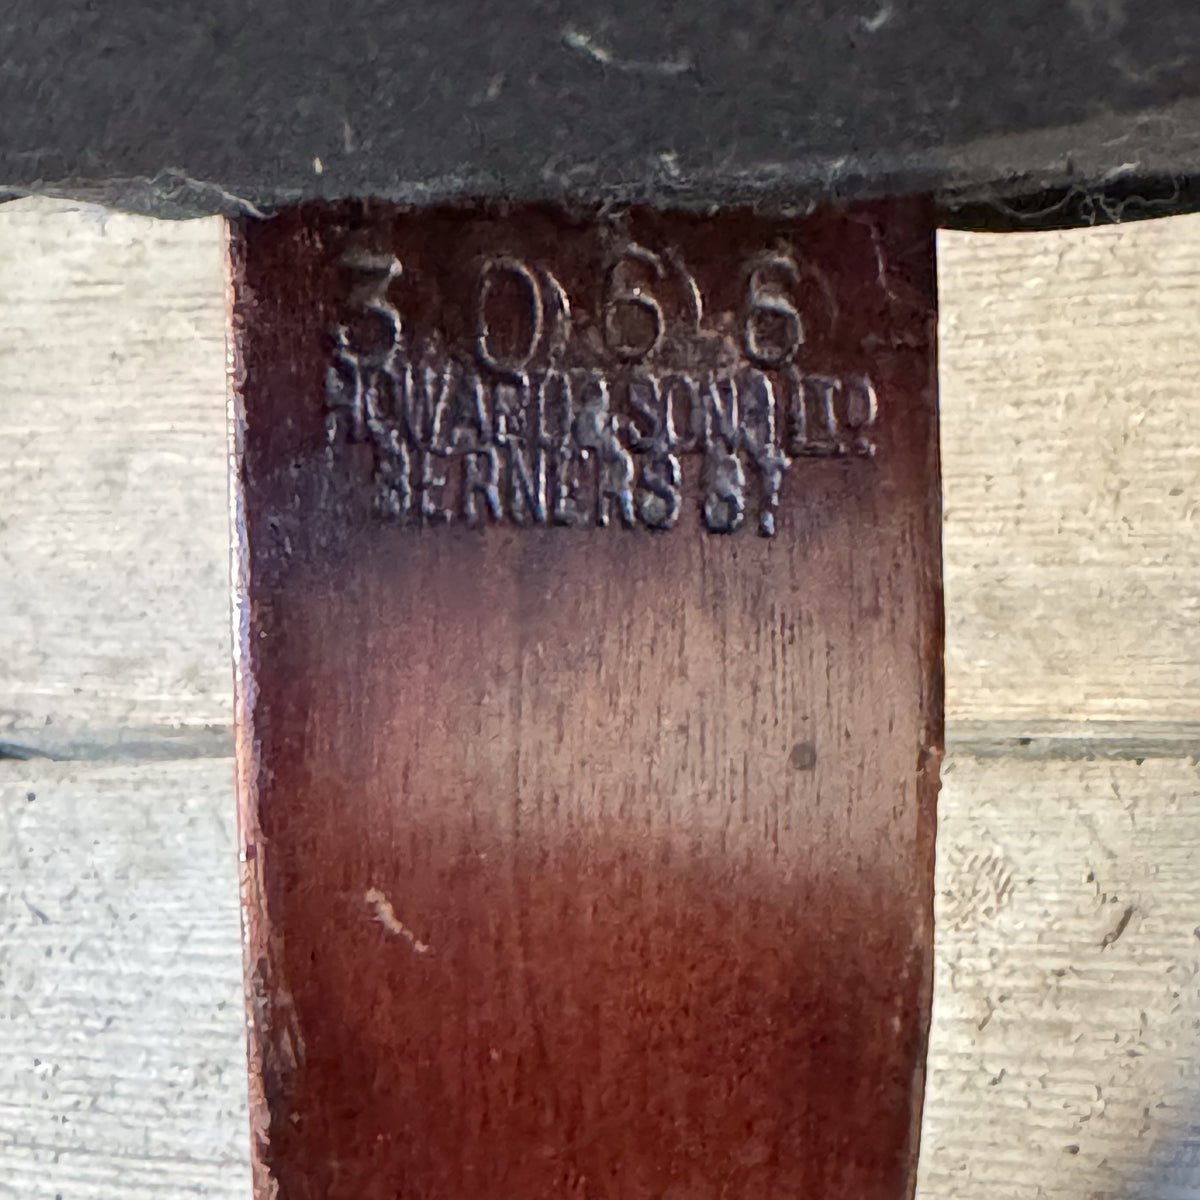 3066
HOWARD & SONS LTD
BERNERS ST